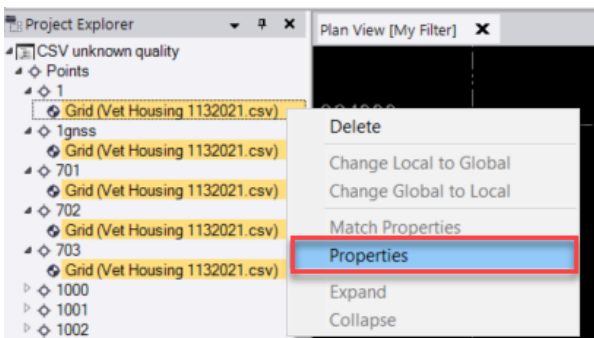 Project Explorer
Plan View [My Filter]
CSV unknown quality
Points
1
Grid (Vet Housing 1132021.csv)
1gnss
Grid (Vet Housing 1132021.csv)
701
Grid (Vet Housing 1132021.csv)
702
Grid (Vet Housing 1132021.csv)
703
Grid (Vet Housing 1132021.csv)
1000
1001
1002
Delete
Change Local to Global
Change Global to Local
Match Properties
Properties
Expand
Collapse